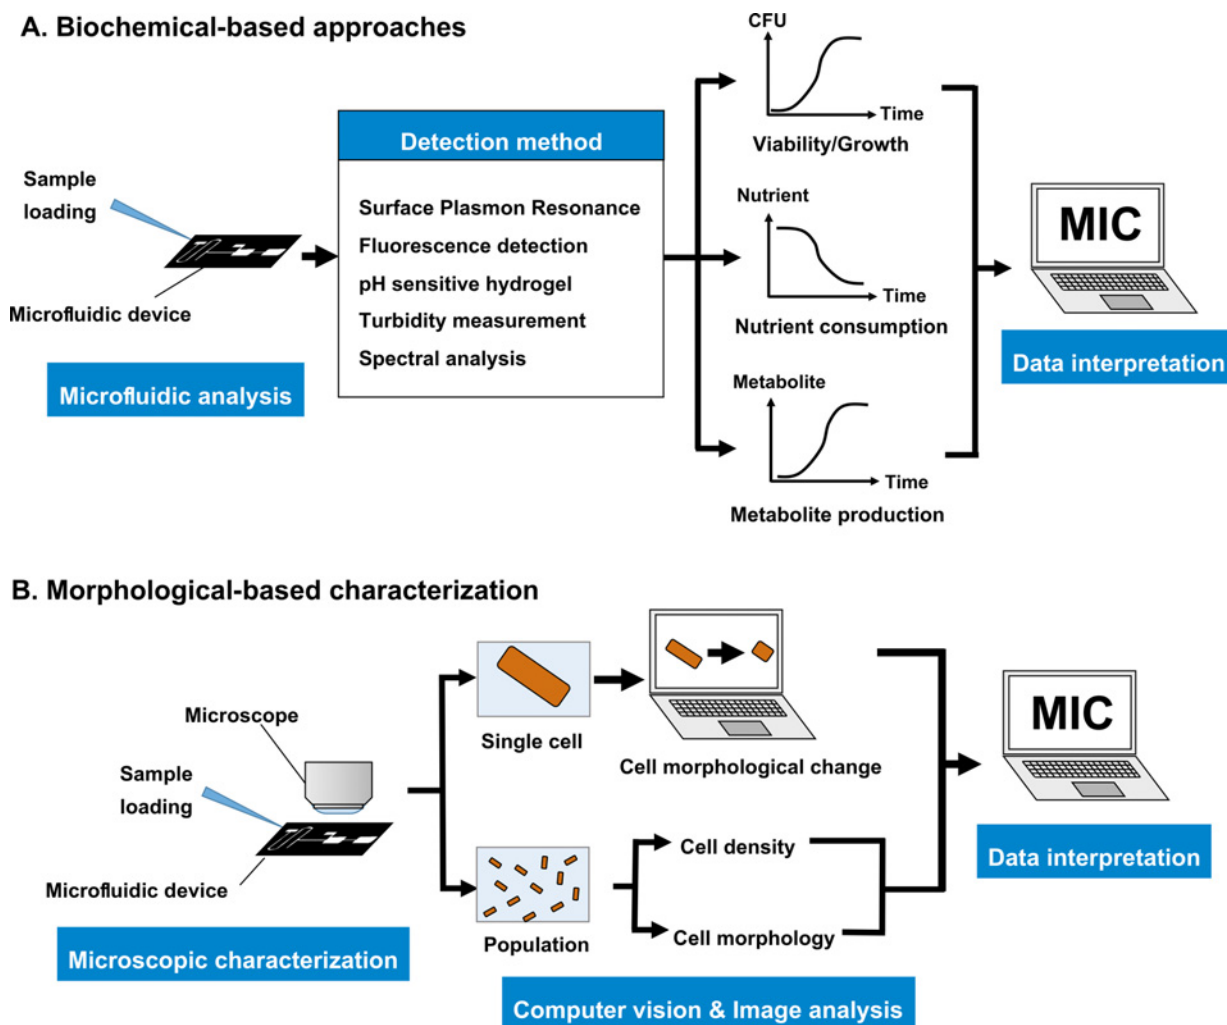 A. Biochemical-based approaches
Sample
loading
Microfluidic device
Microfluidic analysis
Detection method
Surface Plasmon Resonance
Fluorescence detection
pH sensitive hydrogel
Turbidity measurement
Spectral analysis
CFU
Time
Viability/Growth
Nutrient
Time
Nutrient consumption
Metabolite
Time
Metabolite production
MIC
Data interpretation
B. Morphological-based characterization
Microscope
Sample
loading
Microfluidic device
Microscopic characterization
Single cell
Cell morphological change
Population
Cell density
Cell morphology
Computer vision & Image analysis
MIC
Data interpretation